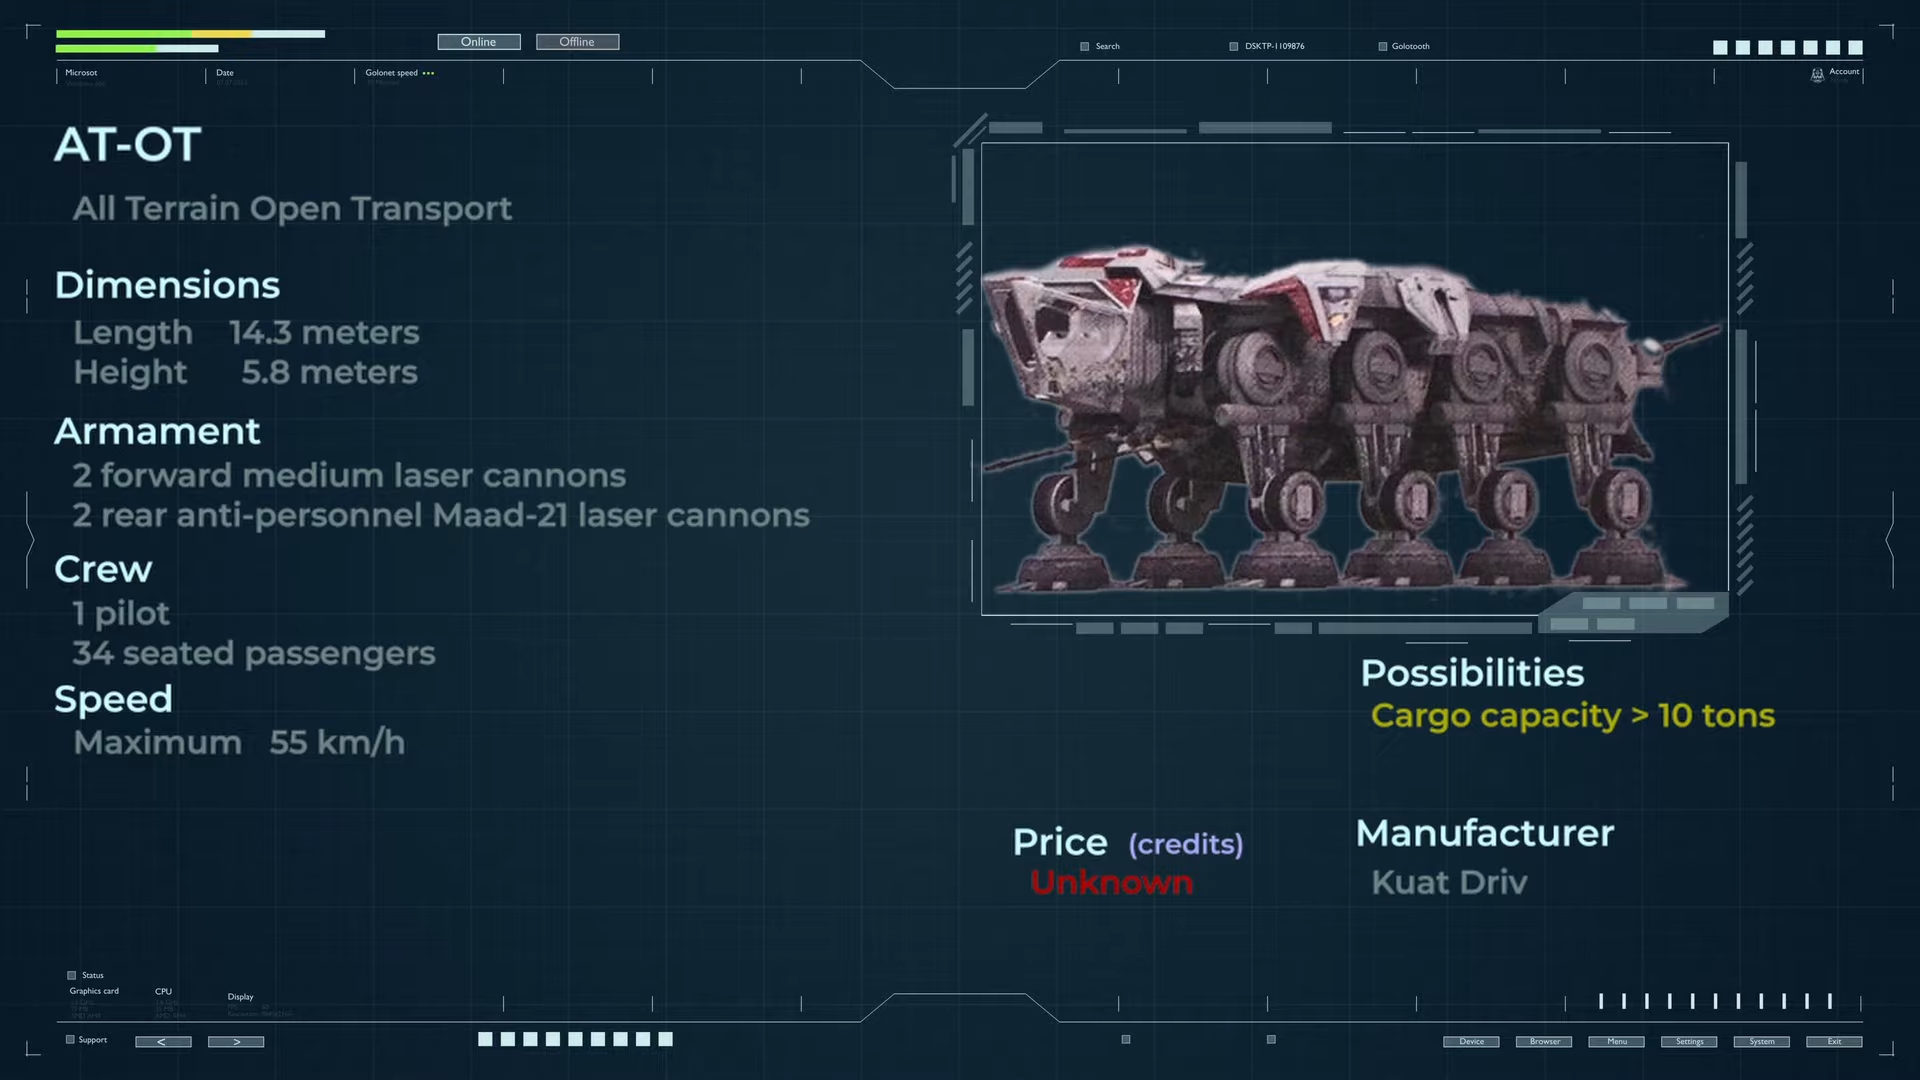 Online Offline
Search DSKTP-1109876 Golotooth
Microsot Date Golonet speed
Account
AT-OT
All Terrain Open Transport
Dimensions
Length 14.3 meters
Height 5.8 meters
Armament
2 forward medium laser cannons
2 rear anti-personnel Maad-21 laser cannons
Crew
1 pilot
34 seated passengers
Speed
Maximum 55 km/h
Possibilities
Cargo capacity > 10 tons
Price (credits)
Unknown
Manufacturer
Kuat Driv
Status
Graphics card CPU Display
Support < >
Device Browser Menu Settings System Exit